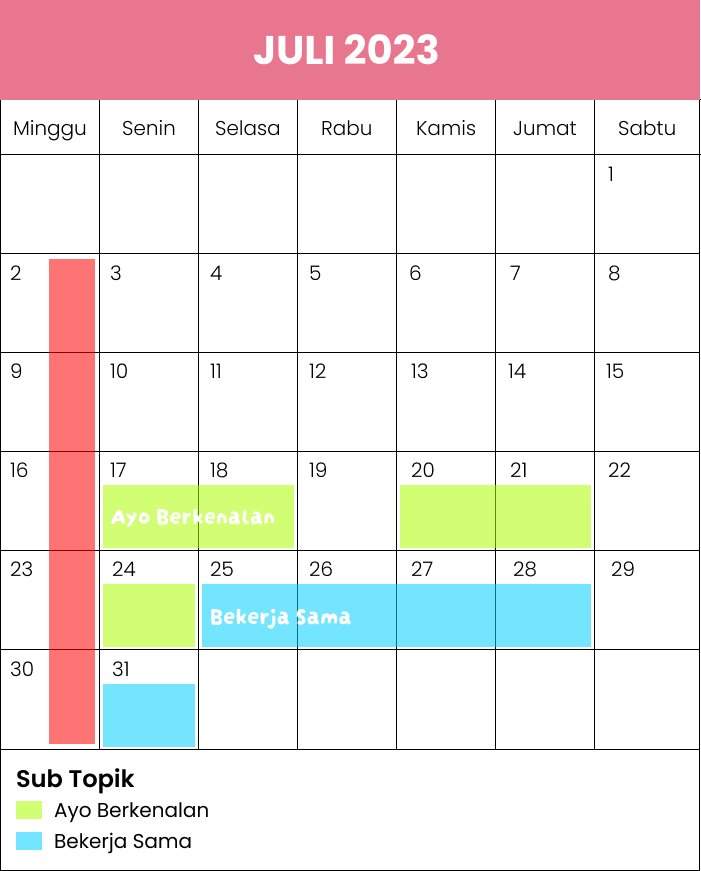 JULI 2023
Minggu Senin Selasa Rabu Kamis Jumat Sabtu
1
2 3 4 5 6 7 8
9 10 11 12 13 14 15
16 17 18 19 20 21 22
Ayo Berkenalan
23 24 25 26 27 28 29
Bekerja Sama
30 31
Sub Topik
Ayo Berkenalan
Bekerja Sama